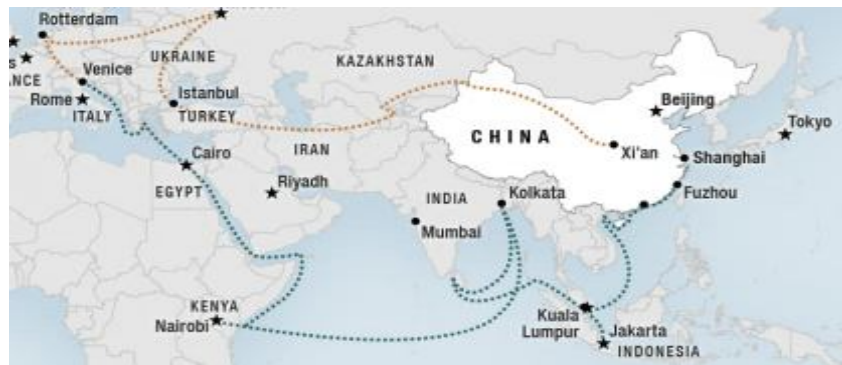 Rotterdam
UKRAINE
KAZAKHSTAN
ANCE
Venice
Istanbul
Rome
ITALY
TURKEY
Beijing
Tokyo
CHINA
Xi'an
Shanghai
Cairo
IRAN
EGYPT
Riyadh
INDIA
Kolkata
Fuzhou
Mumbai
KENYA
Nairobi
Kuala
Lumpur
Jakarta
INDONESIA